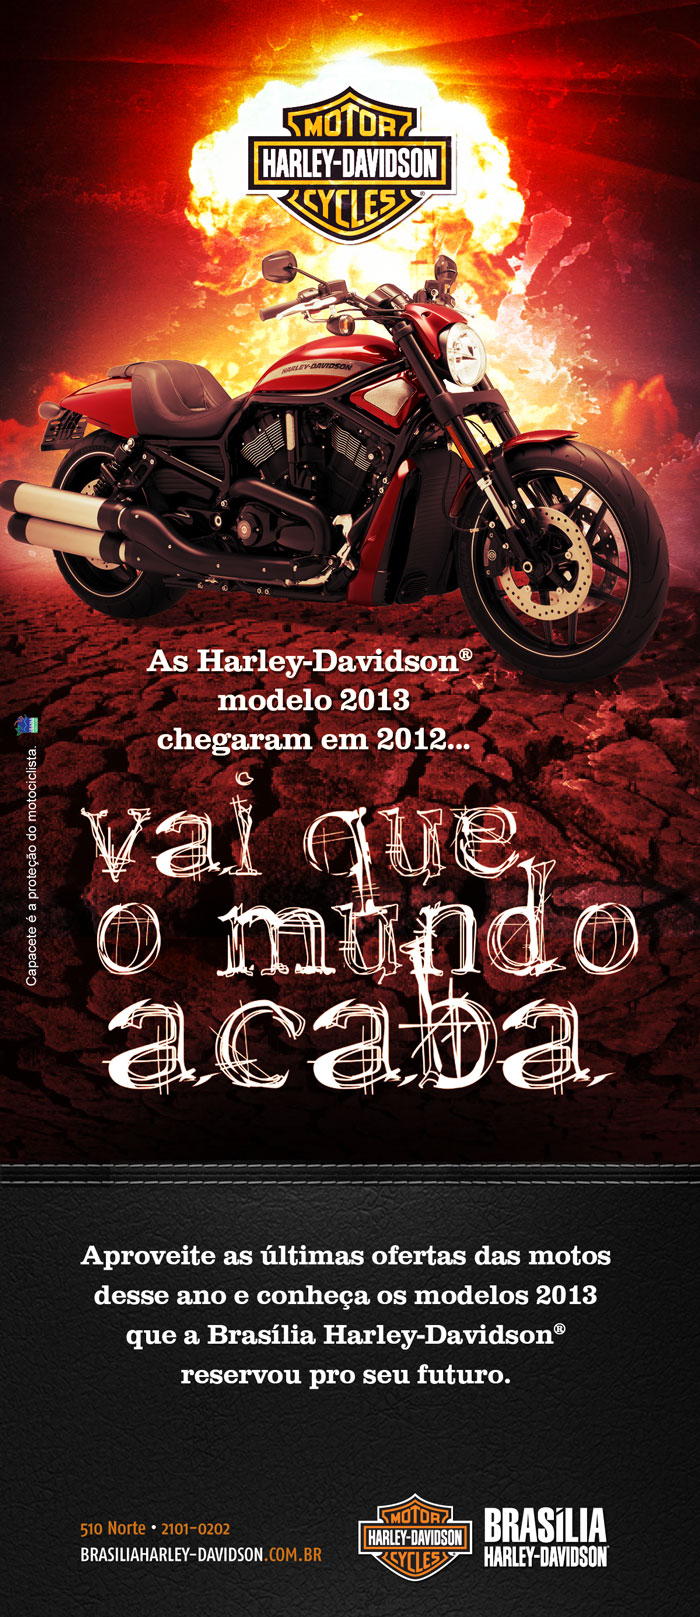 MOTOR
HARLEY-DAVIDSON
CYCLES
HARLEY-DAVIDSON
As Harley-Davidson®
modelo 2013
chegaram em 2012...
vai que
o mundo
acaba
Capacete é a proteção do motociclista.
Aproveite as últimas ofertas das motos
desse ano e conheça os modelos 2013
que a Brasília Harley-Davidson®
reservou pro seu futuro.
510 Norte • 2101-0202
BRASILIAHARLEY-DAVIDSON.COM.BR
MOTOR
HARLEY-DAVIDSON
CYCLES
BRASÍLIA
HARLEY-DAVIDSON